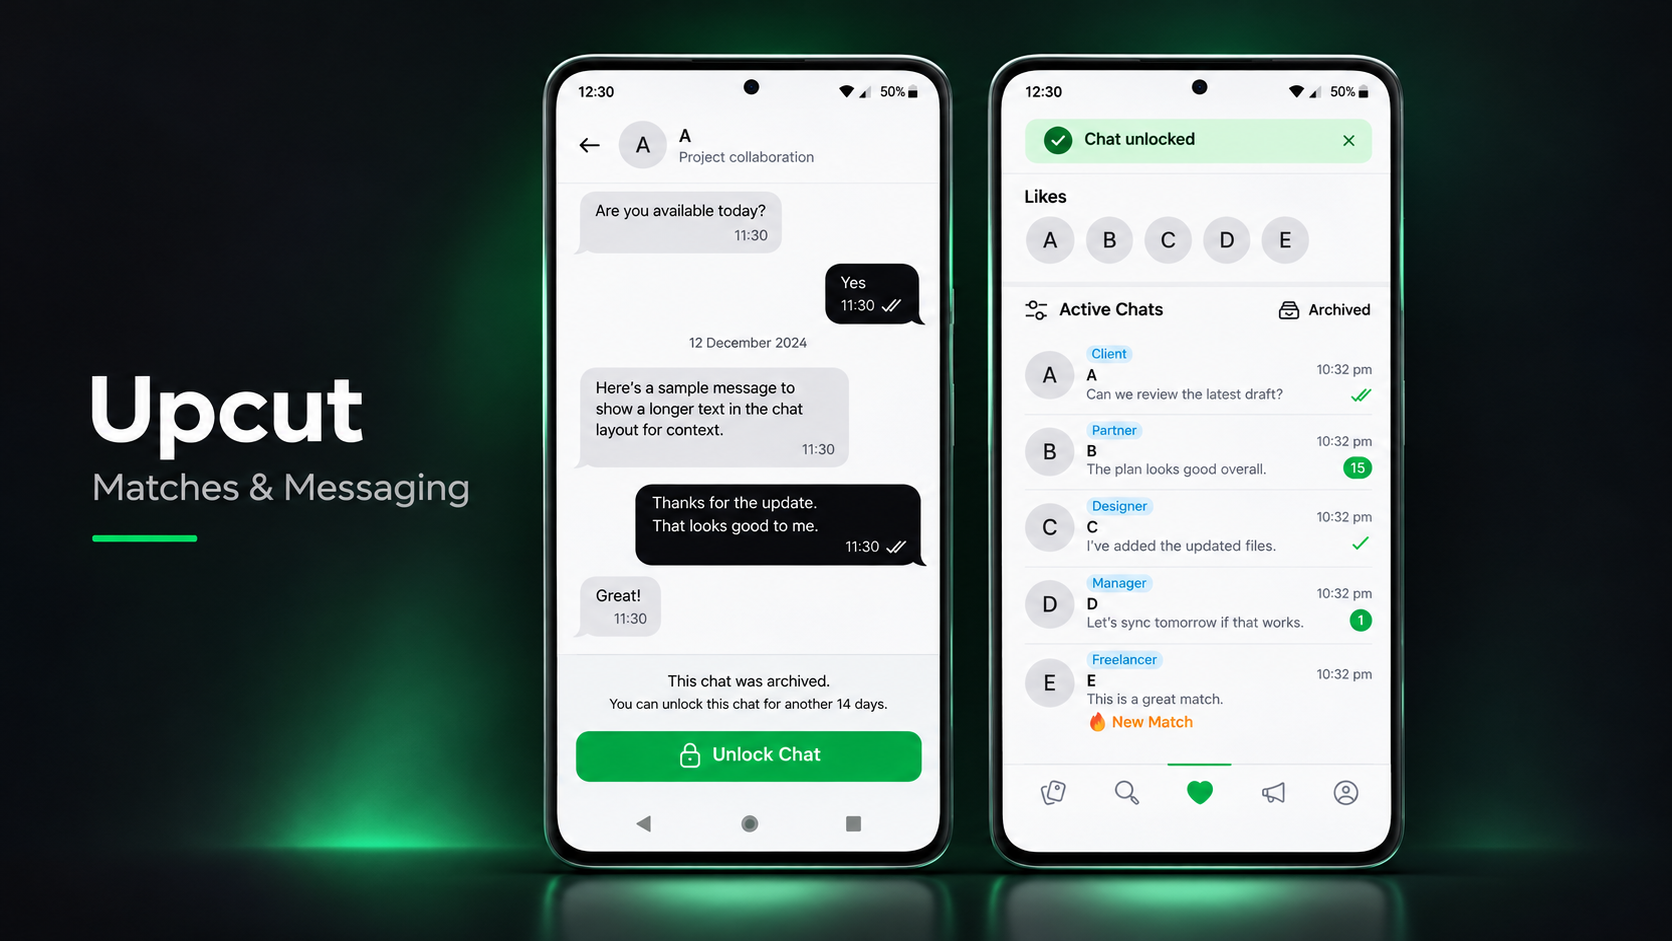 Upcut
Matches & Messaging
12:30
50%
A
A
Project collaboration
Are you available today?
11:30
Yes
11:30
12 December 2024
Here's a sample message to
show a longer text in the chat
layout for context.
11:30
Thanks for the update.
That looks good to me.
11:30
Great!
11:30
This chat was archived.
You can unlock this chat for another 14 days.
Unlock Chat
12:30
50%
Chat unlocked
Likes
A B C D E
Active Chats
Archived
A
Client
A
Can we review the latest draft?
10:32 pm
B
Partner
B
The plan looks good overall.
10:32 pm
15
C
Designer
C
I've added the updated files.
10:32 pm
D
Manager
D
Let's sync tomorrow if that works.
10:32 pm
1
E
Freelancer
E
This is a great match.
10:32 pm
New Match